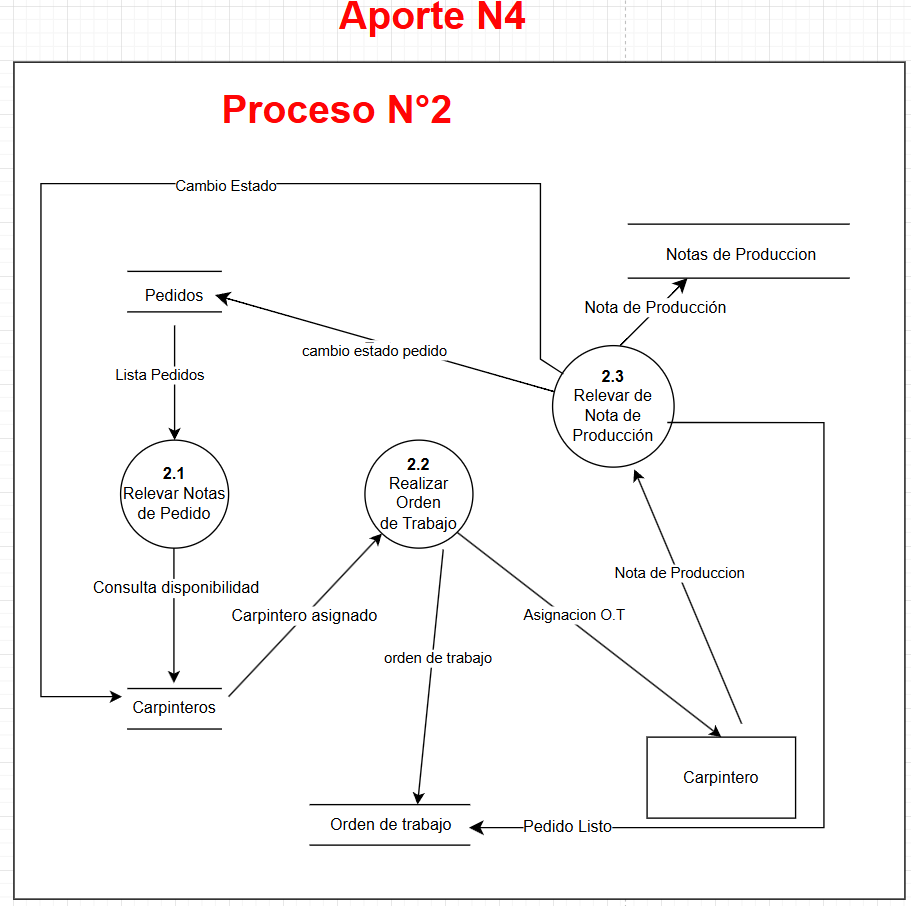 Aporte N4
Proceso N°2
Cambio Estado
Notas de Produccion
Pedidos
Nota de Producción
cambio estado pedido
Lista Pedidos
2.3
Relevar de
Nota de
Producción
2.1
Relevar Notas
de Pedido
2.2
Realizar
Orden
de Trabajo
Consulta disponibilidad
Nota de Produccion
Carpintero asignado
Asignacion O.T
orden de trabajo
Carpinteros
Carpintero
Orden de trabajo
Pedido Listo